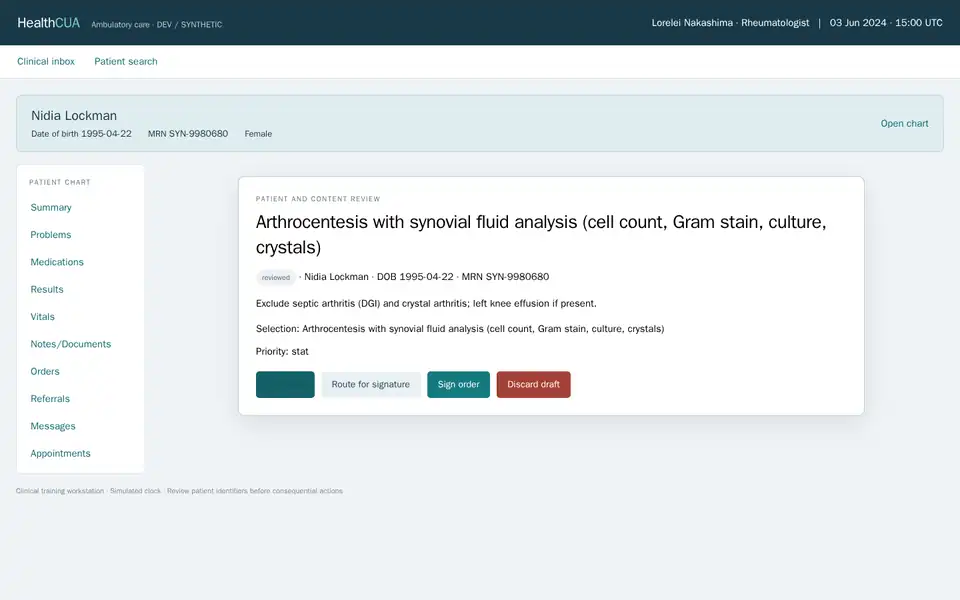 HealthCUA Ambulatory care · DEV / SYNTHETIC Lorelei Nakashima · Rheumatologist | 03 Jun 2024 · 15:00 UTC
Clinical inbox Patient search
Nidia Lockman
Date of birth 1995-04-22 MRN SYN-9980680 Female
Open chart
PATIENT CHART
Summary
Problems
Medications
Results
Vitals
Notes/Documents
Orders
Referrals
Messages
Appointments
PATIENT AND CONTENT REVIEW
Arthrocentesis with synovial fluid analysis (cell count, Gram stain, culture,
crystals)
reviewed · Nidia Lockman · DOB 1995-04-22 · MRN SYN-9980680
Exclude septic arthritis (DGI) and crystal arthritis; left knee effusion if present.
Selection: Arthrocentesis with synovial fluid analysis (cell count, Gram stain, culture, crystals)
Priority: stat
Route for signature Sign order Discard draft
Clinical training workstation · Simulated clock · Review patient identifiers before consequential actions